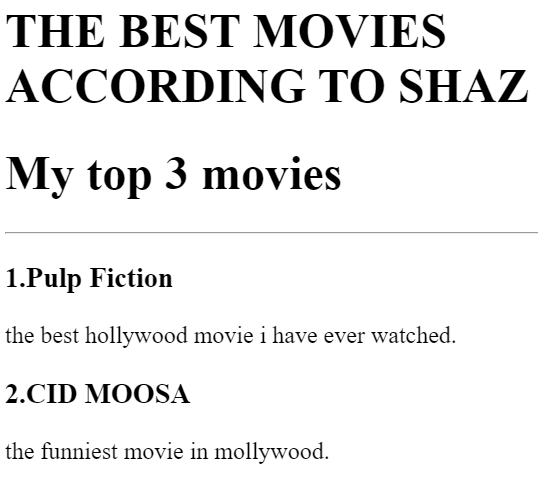 THE BEST MOVIES
ACCORDING TO SHAZ
My top 3 movies
1.Pulp Fiction
the best hollywood movie i have ever watched.
2.CID MOOSA
the funniest movie in mollywood.